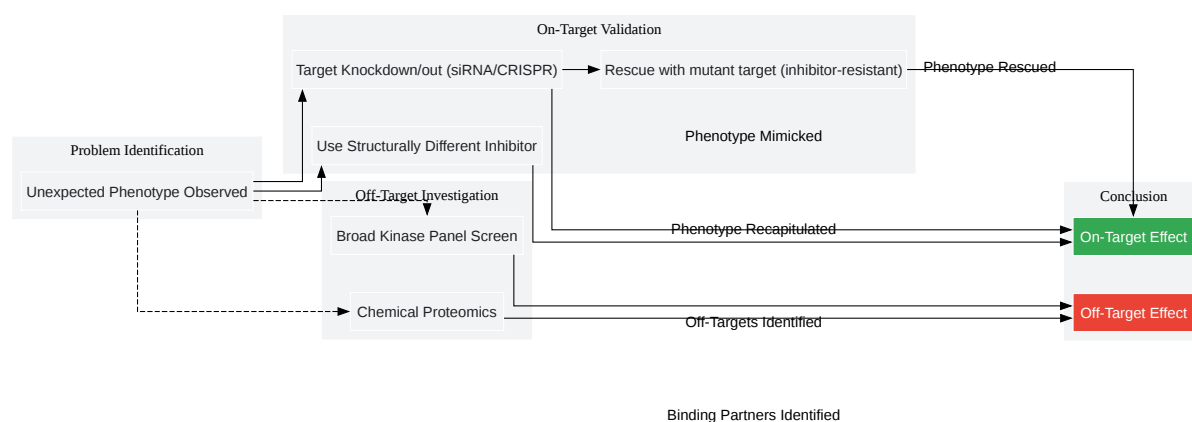 On-Target Validation
Target Knockdown/out (siRNA/CRISPR)
Rescue with mutant target (inhibitor-resistant)
Phenotype Rescued
Phenotype Mimicked
Use Structurally Different Inhibitor
Problem Identification
Unexpected Phenotype Observed
Off-Target Investigation
Conclusion
Broad Kinase Panel Screen
Phenotype Recapitulated
On-Target Effect
Chemical Proteomics
Off-Targets Identified
Off-Target Effect
Binding Partners Identified